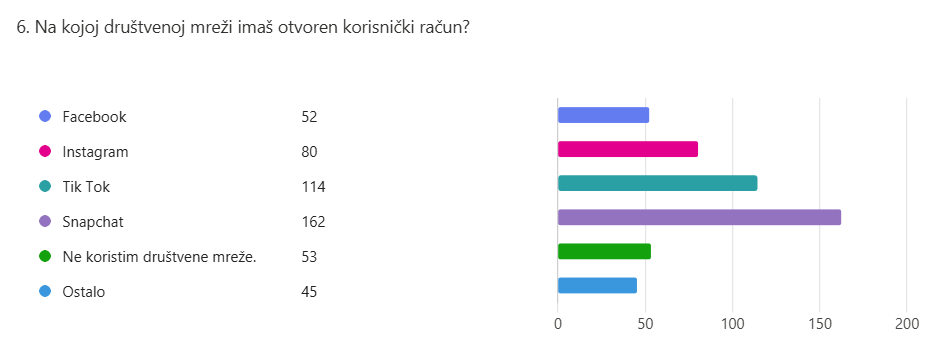 6. Na kojoj društvenoj mreži imaš otvoren korisnički račun?
Facebook 52
Instagram 80
Tik Tok 114
Snapchat 162
Ne koristim društvene mreže. 53
Ostalo 45
0 50 100 150 200